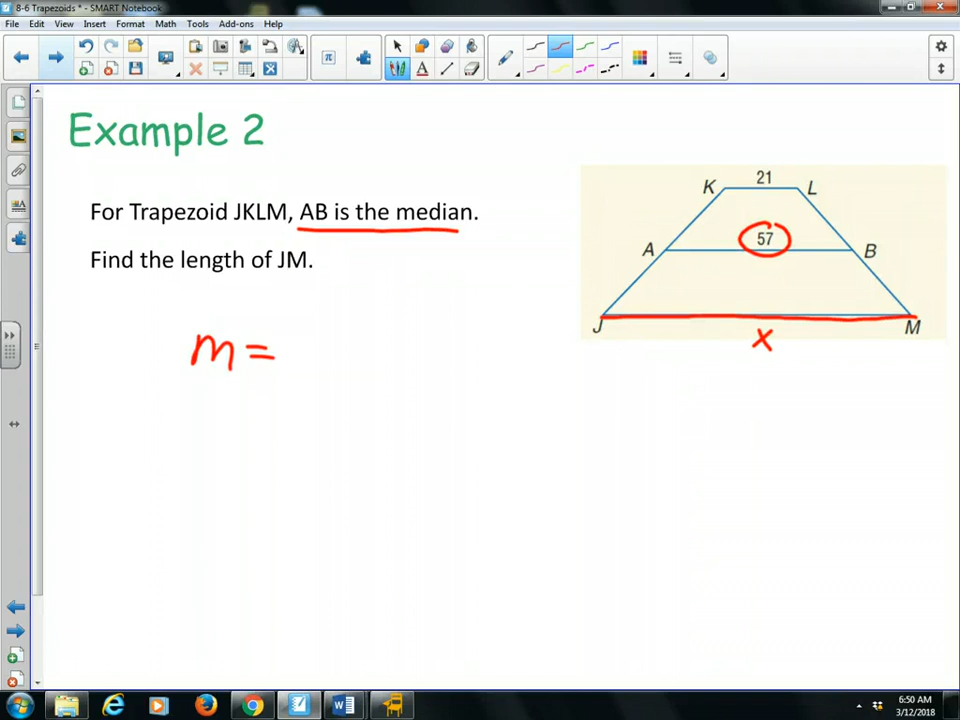 8-6 Trapezoids * - SMART Notebook
File Edit View Insert Format Math Tools Add-ons Help
Example 2
For Trapezoid JKLM, AB is the median.
Find the length of JM.
m =
K 21 L
A 57 B
J M
x
6:50 AM
3/12/2018